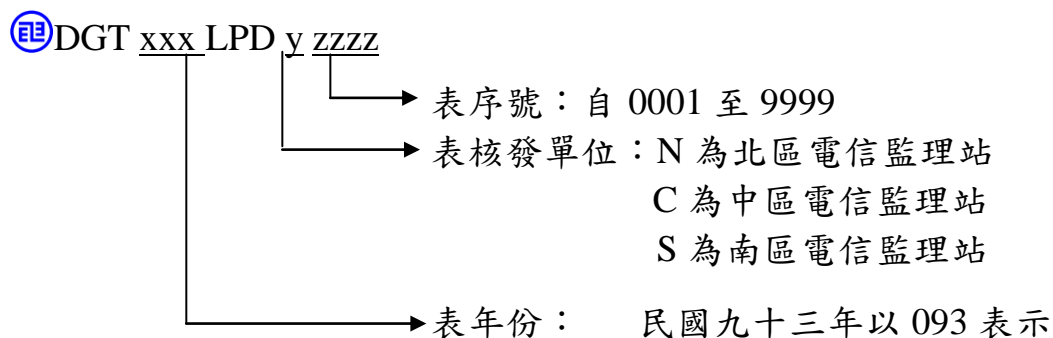 DGT xxx LPD y zzzz
表序號：自 0001 至 9999
表核發單位：N 為北區電信監理站
C 為中區電信監理站
S 為南區電信監理站
表年份： 民國九十三年以 093 表示